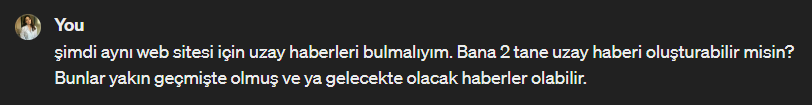 You
şimdi aynı web sitesi için uzay haberleri bulmalıyım. Bana 2 tane uzay haberi oluşturabilir misin?
Bunlar yakın geçmişte olmuş ve ya gelecekte olacak haberler olabilir.